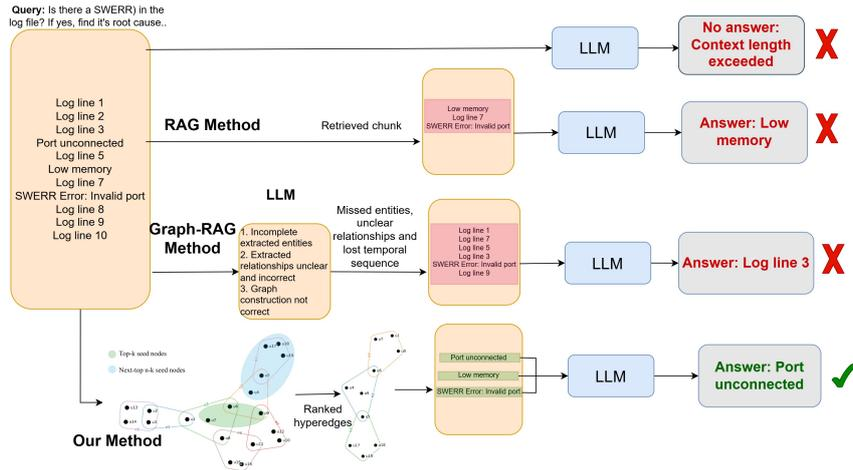 Query: Is there a SWERR) in the
log file? If yes, find it's root cause..
Log line 1
Log line 2
Log line 3
Port unconnected
Log line 5
Low memory
Log line 7
SWERR Error: Invalid port
Log line 8
Log line 9
Log line 10
LLM
No answer:
Context length
exceeded
X
RAG Method
Retrieved chunk
Low memory
Log line 7
SWERR Error: Invalid port
LLM
Answer: Low
memory
X
Graph-RAG
Method
LLM
1. Incomplete
extracted entities
2. Extracted
relationships unclear
and incorrect
3. Graph
construction not
correct
Missed entities,
unclear
relationships and
lost temporal
sequence
Log line 1
Log line 7
Log line 5
Log line 3
SWERR Error: Invalid port
Log line 9
LLM
Answer: Log line 3
X
Our Method
Top-k seed nodes
Next-top n-k seed nodes
Ranked
hyperedges
Port unconnected
Low memory
SWERR Error: Invalid port
LLM
Answer: Port
unconnected